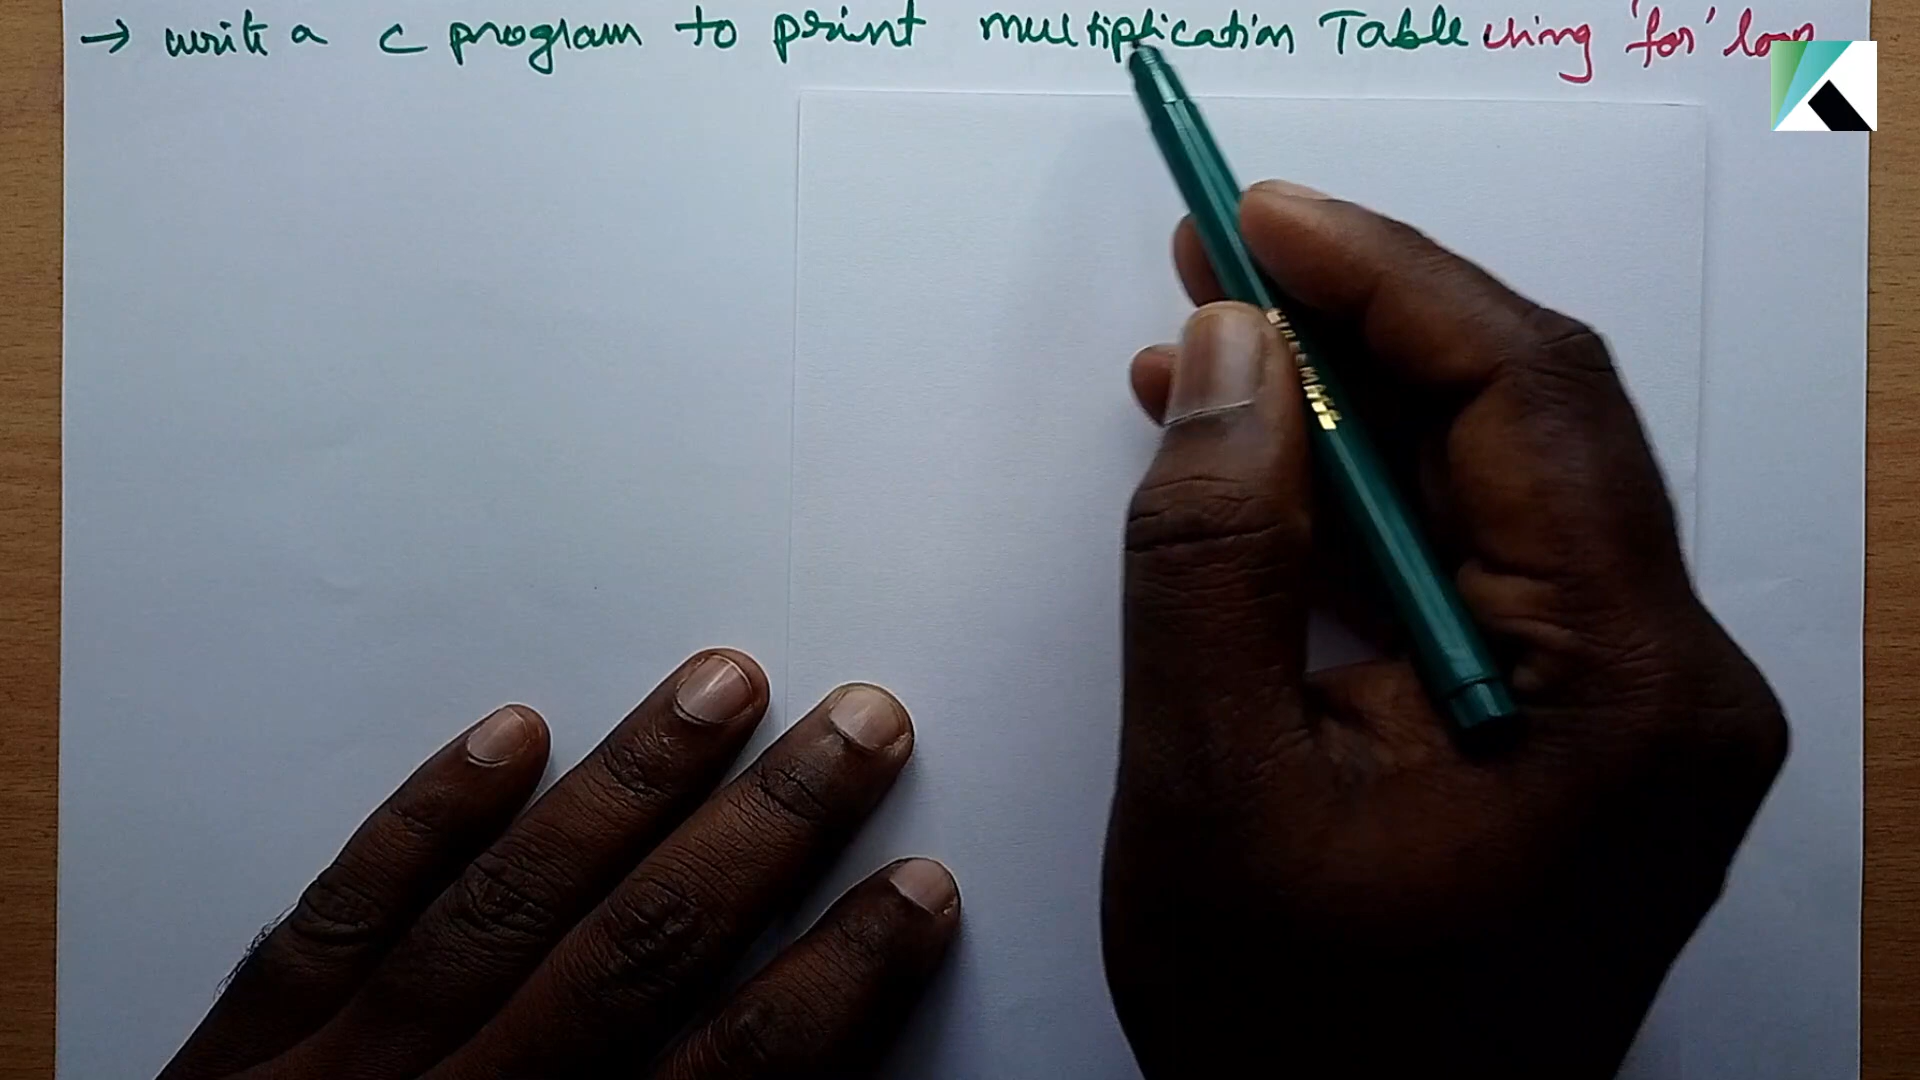 → write a c program to print multiplication Table using 'for' loop